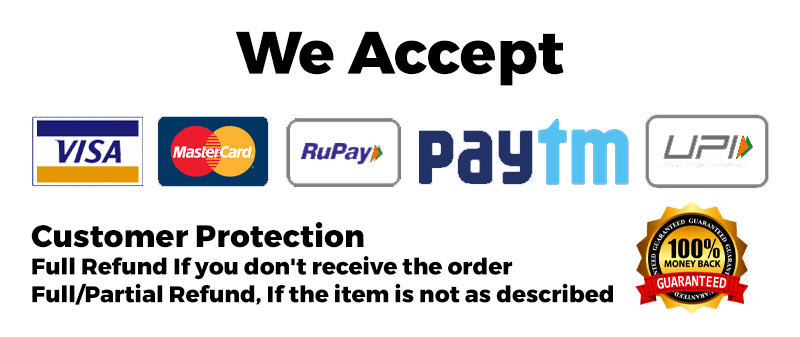 We Accept
VISA
MasterCard
RuPay
paytm
UPI
Customer Protection
Full Refund If you don't receive the order
Full/Partial Refund, If the item is not as described
GUARANTEED GUARANTEED GUARANTEED
100%
MONEY BACK
GUARANTEED
GUARANTEED